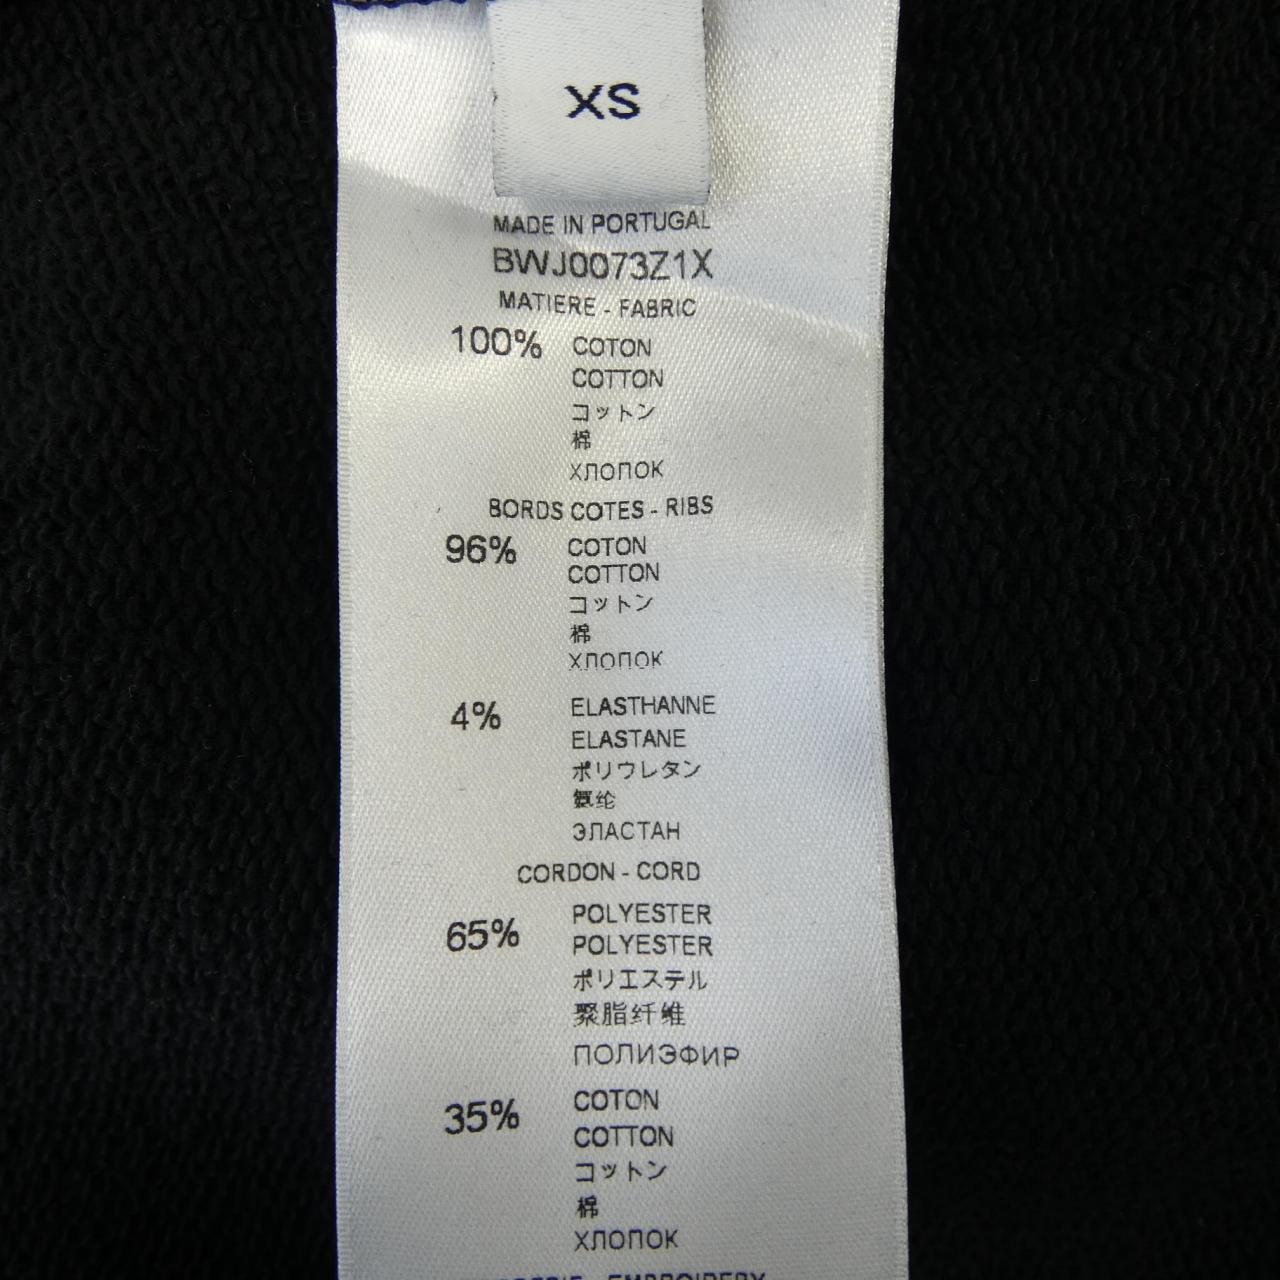 XS
MADE IN PORTUGAL
BWJ0073Z1X
MATIERE - FABRIC
100% COTON
COTTON
コットン
棉
ХЛОПОК
BORDS COTES - RIBS
96% COTON
COTTON
コットン
棉
ХЛОПОК
4% ELASTHANNE
ELASTANE
ポリウレタン
氨纶
ЭЛАСТАН
CORDON - CORD
65% POLYESTER
POLYESTER
ポリエステル
聚脂纤维
ПОЛИЭФИР
35% COTON
COTTON
コットン
棉
ХЛОПОК
- EMBROIDERY